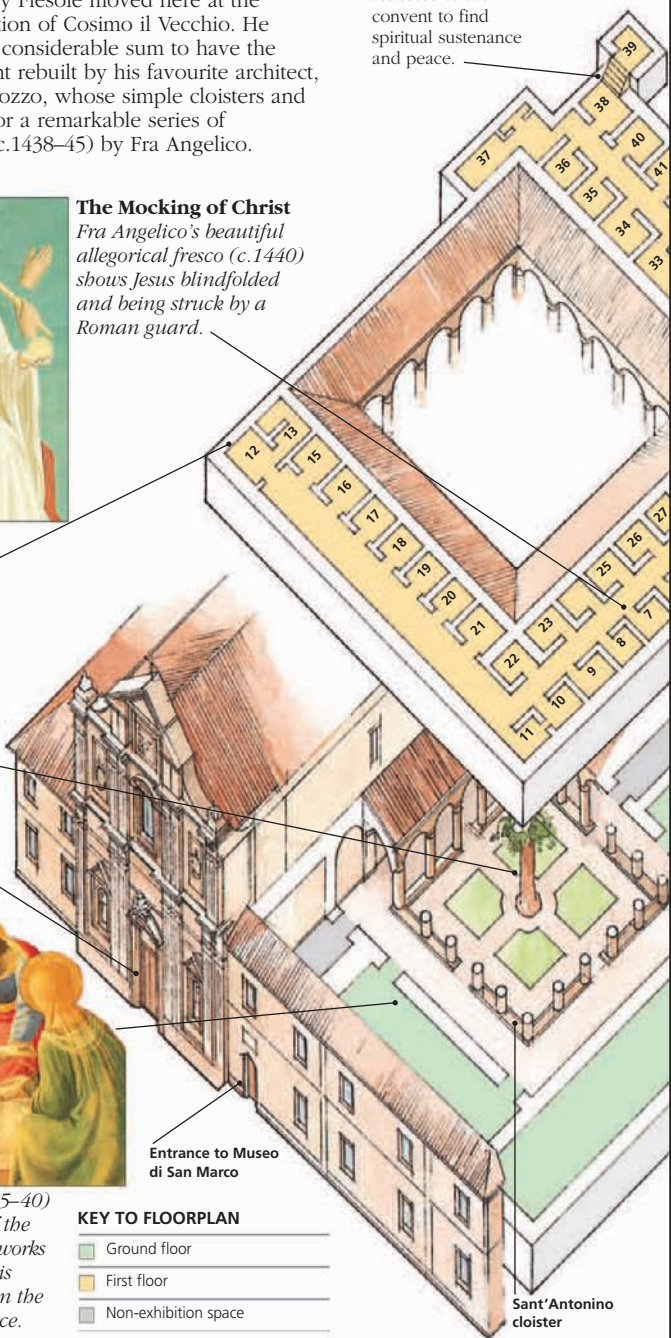 y Fiesole moved here at the
tion of Cosimo il Vecchio. He
considerable sum to have the
nt rebuilt by his favourite architect,
ozzo, whose simple cloisters and
or a remarkable series of
c.1438–45) by Fra Angelico.
convent to find
spiritual sustenance
and peace.
The Mocking of Christ
Fra Angelico's beautiful
allegorical fresco (c.1440)
shows Jesus blindfolded
and being struck by a
Roman guard.
39
38
40
41
37
36
35
34
33
12
13
15
16
17
18
19
20
21
22
23
25
26
27
7
8
9
10
11
Entrance to Museo
di San Marco
5–40)
f the
works
is
n the
ce.
KEY TO FLOORPLAN
Ground floor
First floor
Non-exhibition space
Sant'Antonino
cloister